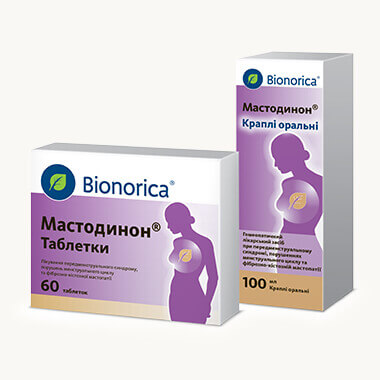 Bionorica®
Мастодинон®
Таблетки
Лікування передменструального синдрому,
порушень менструального циклу
та фіброзно-кістозної мастопатії
60 таблеток
Bionorica®
Мастодинон®
Краплі оральні
Гомеопатичний
лікарський засіб
при передменструальному
синдромі, порушеннях
менструального циклу та
фіброзно-кістозній мастопатії
100 мл
Краплі оральні